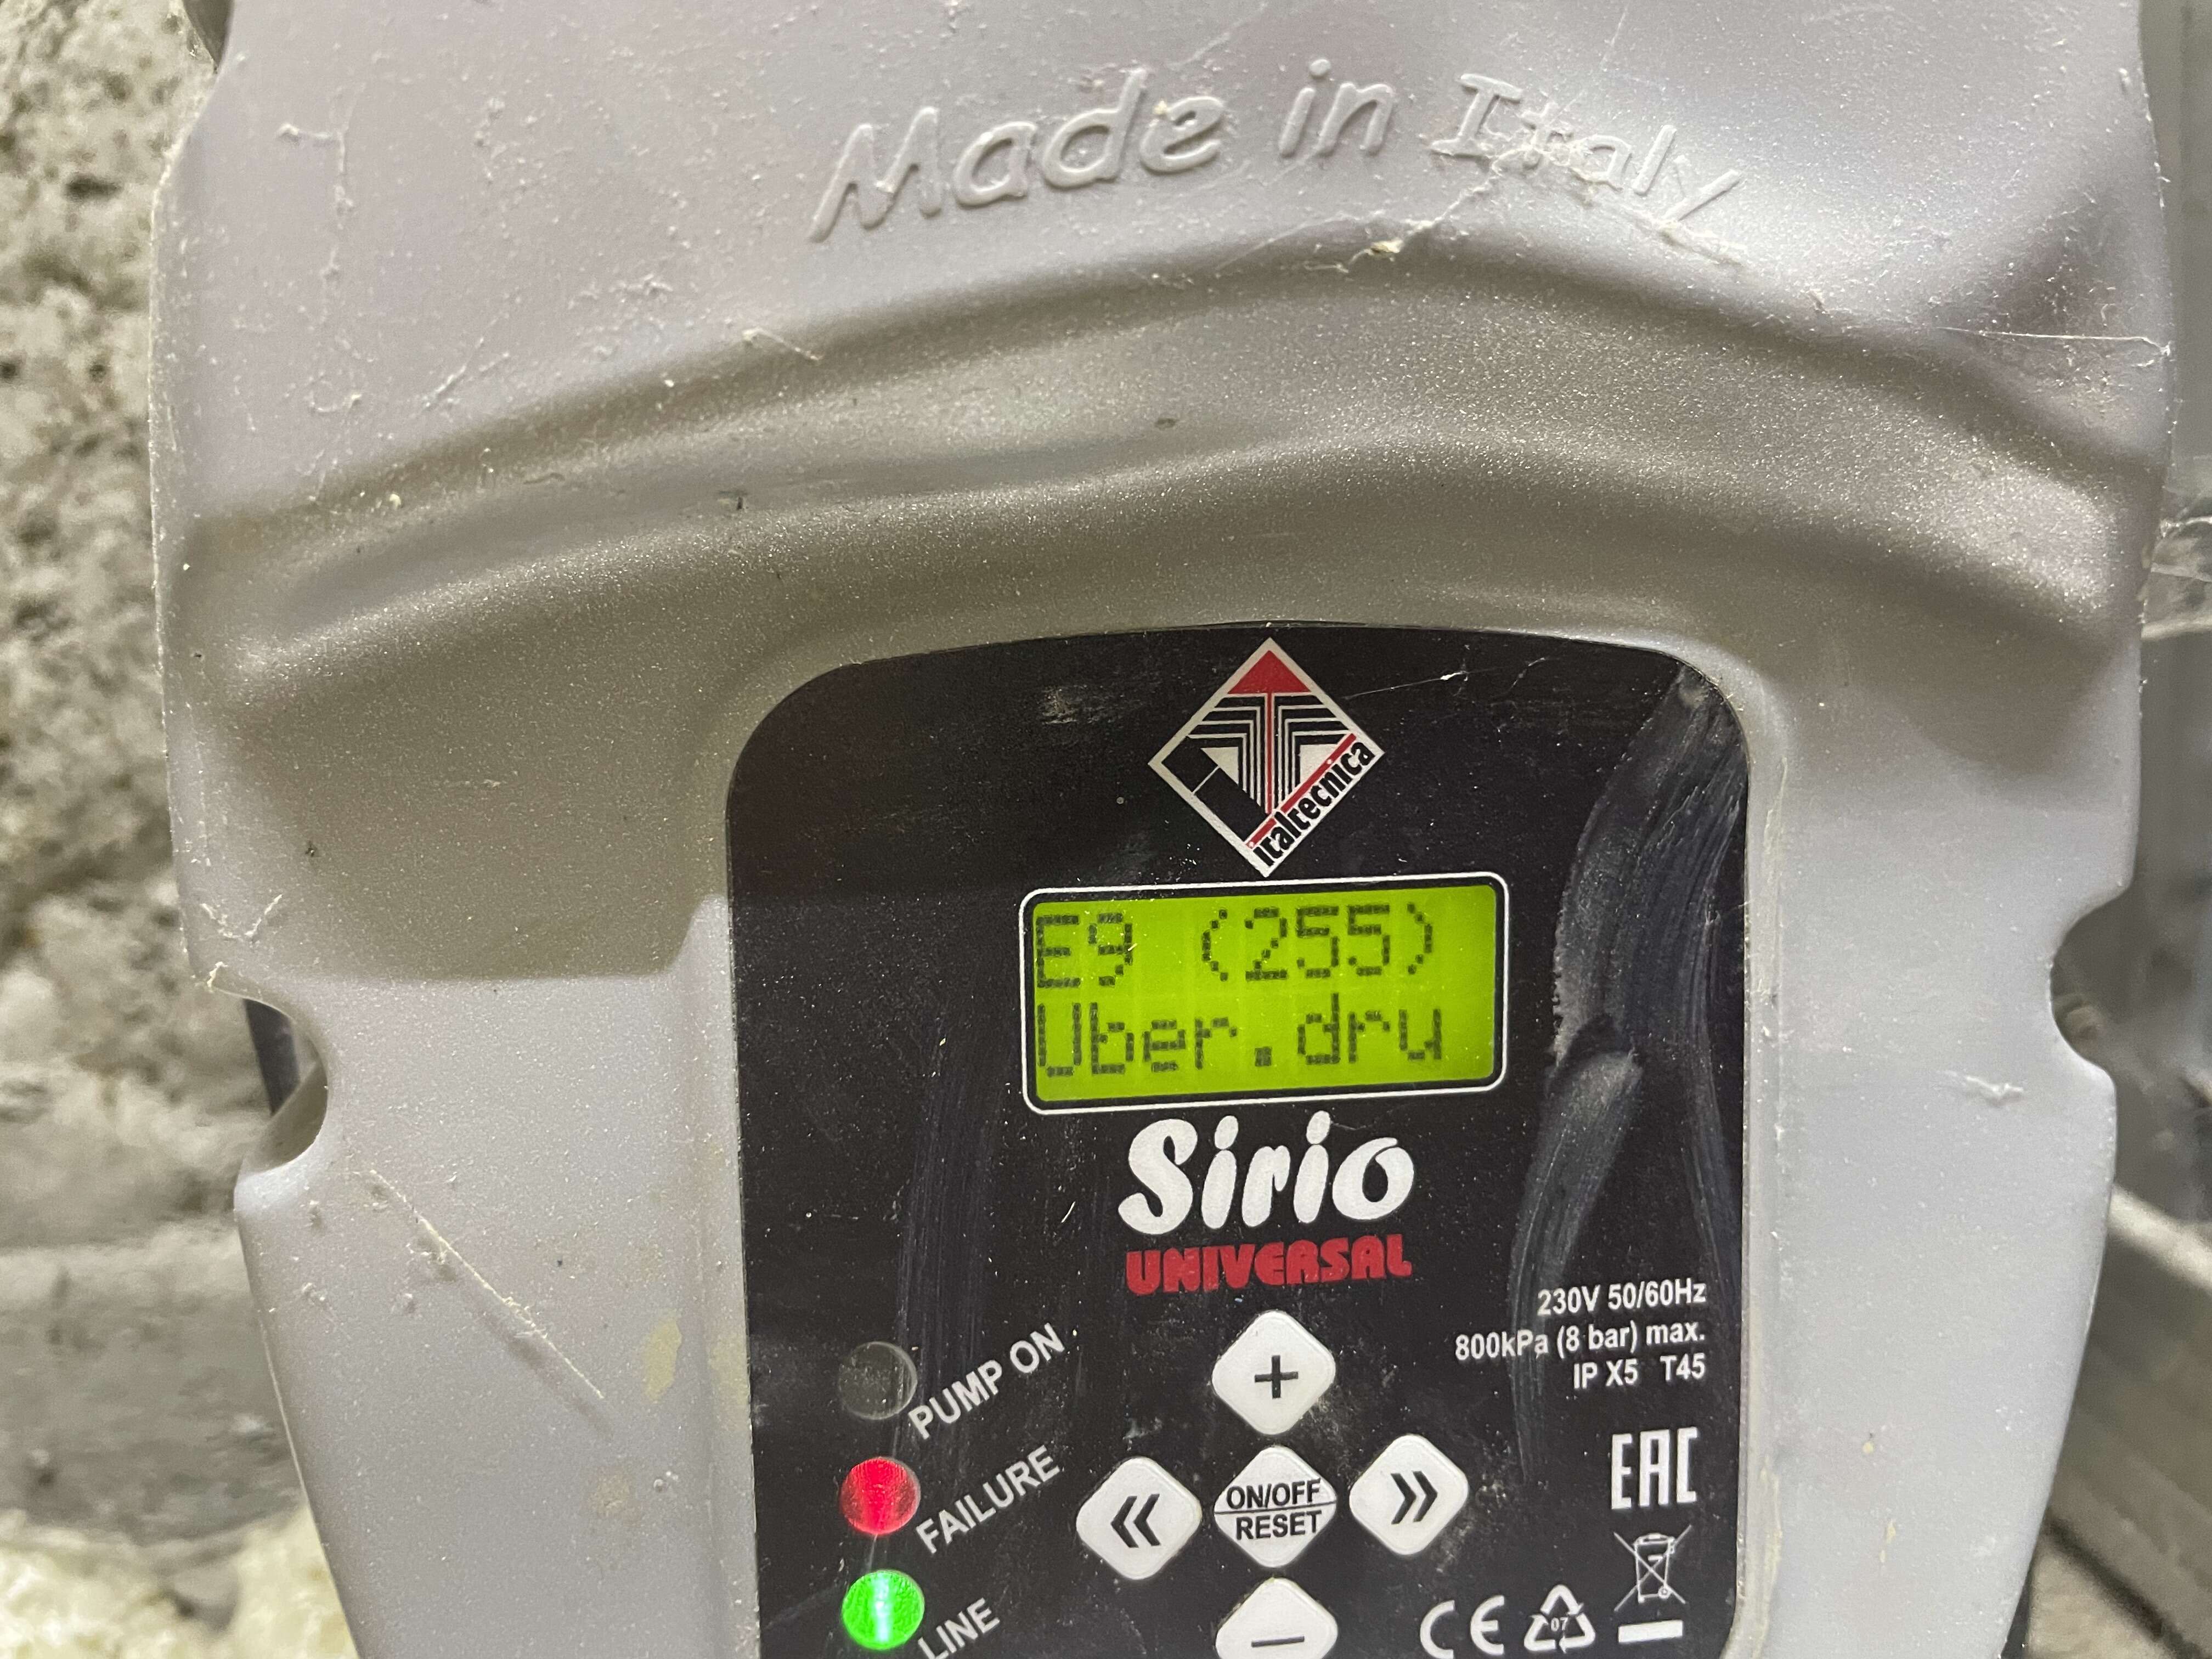 Made in Italy
italtecnica
E9 (255)
Uber.dru
Sirio
UNIVERSAL
230V 50/60Hz
800kPa (8 bar) max.
IP X5 T45
PUMP ON
+
FAILURE
« ON/OFF »
RESET
EAC
LINE
−
CE 07